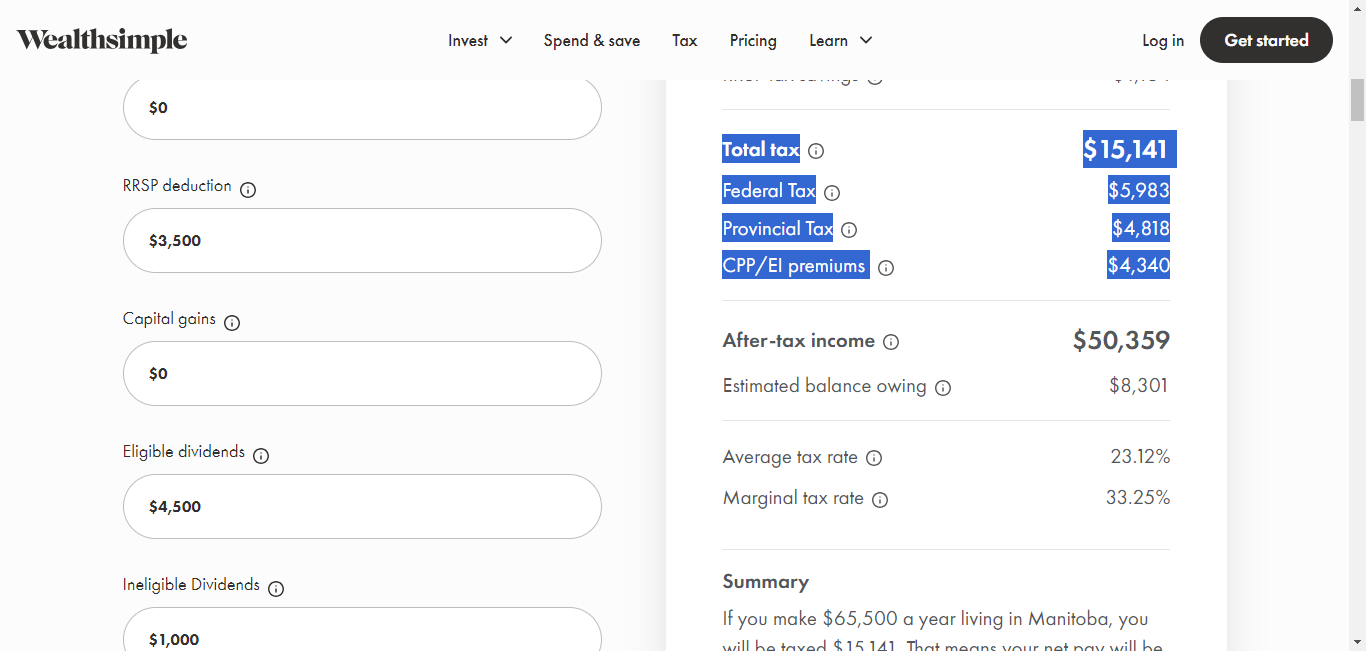 Wealthsimple Invest Spend & save Tax Pricing Learn Log in Get started
$0
RRSP deduction
$3,500
Capital gains
$0
Eligible dividends
$4,500
Ineligible Dividends
$1,000
Total tax $15,141
Federal Tax $5,983
Provincial Tax $4,818
CPP/EI premiums $4,340
After-tax income $50,359
Estimated balance owing $8,301
Average tax rate 23.12%
Marginal tax rate 33.25%
Summary
If you make $65,500 a year living in Manitoba, you
will be taxed $15,141. That means your net pay will be